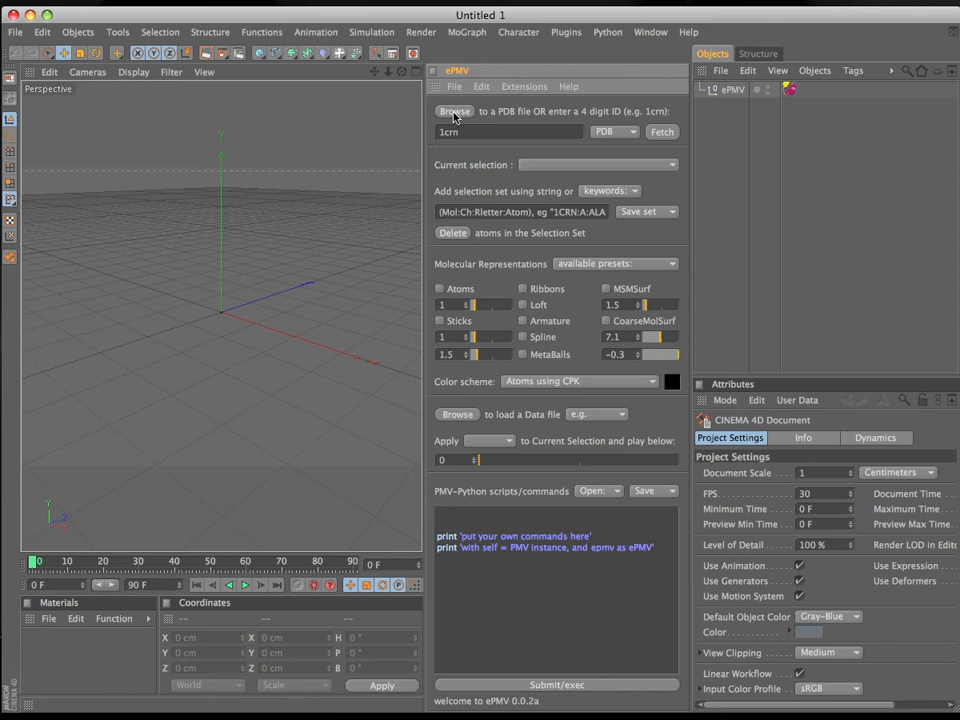 Untitled 1
File Edit Objects Tools Selection Structure Functions Animation Simulation Render MoGraph Character Plugins Python Window Help
X Y Z
Edit Cameras Display Filter View
Perspective
Y
Y
Z
0 10 20 30 40 50 60 70 80 90 0 F
0 F 90 F
Materials
File Edit Function
Coordinates
-- -- --
X 0 cm X 0 cm H 0 °
Y 0 cm Y 0 cm P 0 °
Z 0 cm Z 0 cm B 0 °
World Scale Apply
ePMV
File Edit Extensions Help
Browse to a PDB file OR enter a 4 digit ID (e.g. 1crn):
1crn PDB Fetch
Current selection :
Add selection set using string or keywords:
(Mol:Ch:Rletter:Atom), eg "1CRN:A:ALA Save set
Delete atoms in the Selection Set
Molecular Representations available presets:
Atoms Ribbons MSMSurf
1 Loft 1.5
Sticks Armature CoarseMolSurf
1 Spline 7.1
1.5 MetaBalls -0.3
Color scheme: Atoms using CPK
Browse to load a Data file e.g.
Apply to Current Selection and play below:
0
PMV-Python scripts/commands Open: Save
print 'put your own commands here'
print 'with self = PMV instance, and epmv as ePMV'
Submit/exec
welcome to ePMV 0.0.2a
Objects Structure
File Edit View Objects Tags
ePMV
Attributes
Mode Edit User Data
CINEMA 4D Document
Project Settings Info Dynamics
Project Settings
Document Scale 1 Centimeters
FPS 30 Document Time
Minimum Time 0 F Maximum Time
Preview Min Time 0 F Preview Max Time
Level of Detail 100 % Render LOD in Edito
Use Animation Use Expression
Use Generators Use Deformers
Use Motion System
Default Object Color Gray-Blue
Color
View Clipping Medium
Linear Workflow
Input Color Profile sRGB